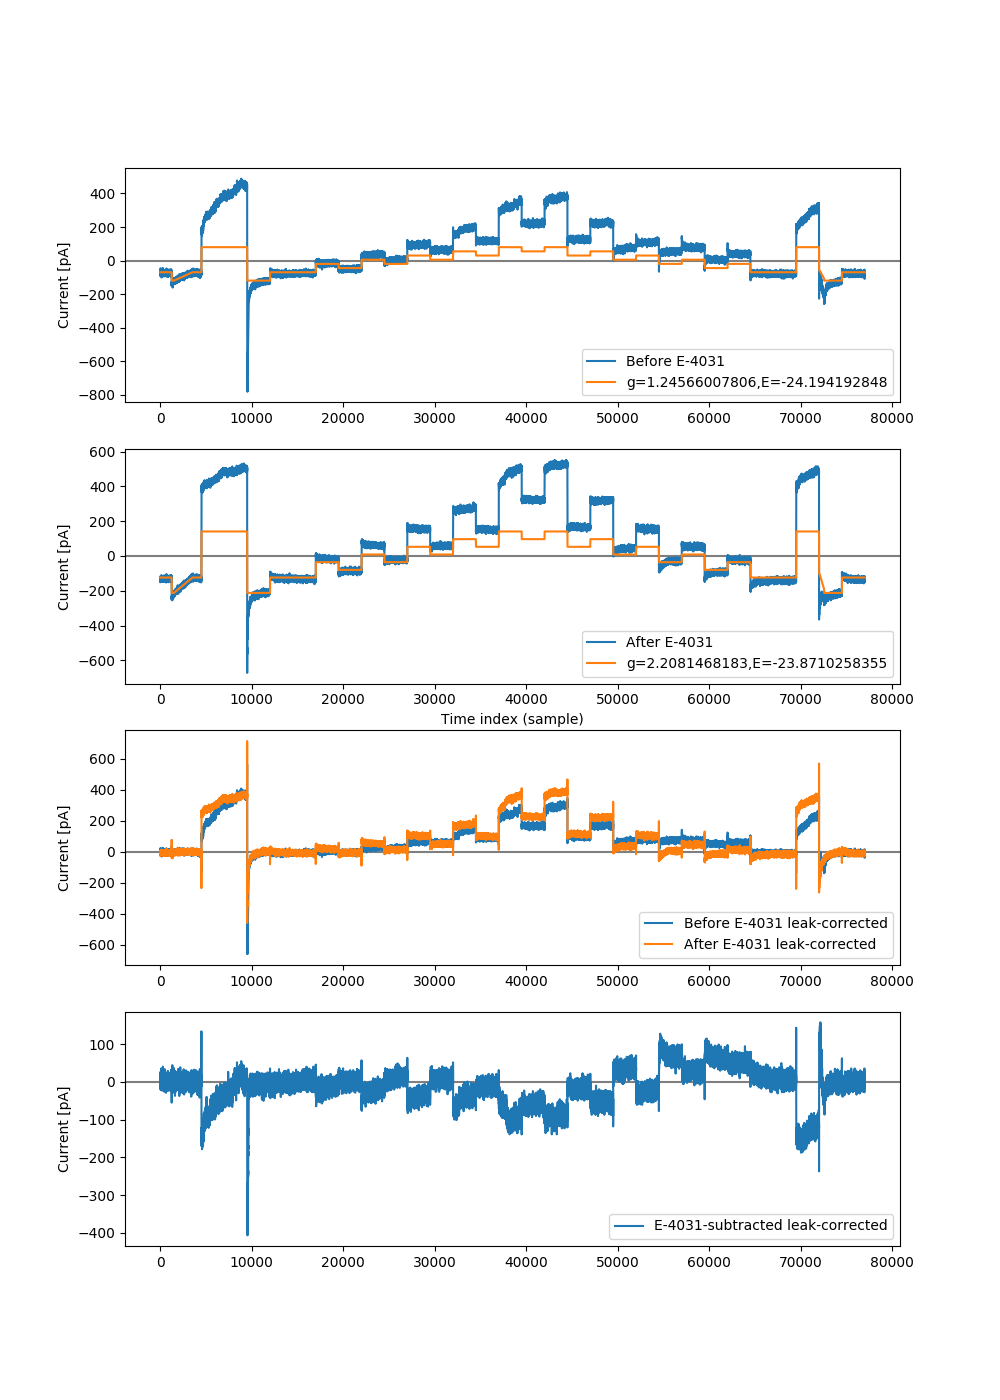 400
200
0
−200
−400
−600
−800
Current [pA]
Before E-4031
g=1.24566007806,E=-24.194192848
0 10000 20000 30000 40000 50000 60000 70000 80000
600
400
200
0
−200
−400
−600
Current [pA]
After E-4031
g=2.2081468183,E=-23.8710258355
0 10000 20000 30000 40000 50000 60000 70000 80000
Time index (sample)
600
400
200
0
−200
−400
−600
Current [pA]
Before E-4031 leak-corrected
After E-4031 leak-corrected
0 10000 20000 30000 40000 50000 60000 70000 80000
100
0
−100
−200
−300
−400
Current [pA]
E-4031-subtracted leak-corrected
0 10000 20000 30000 40000 50000 60000 70000 80000